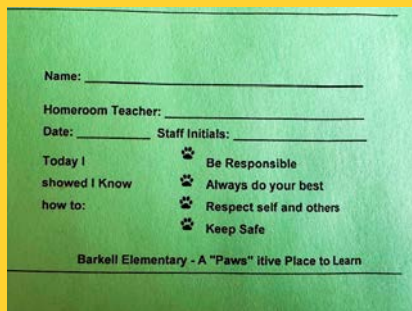 Name:
Homeroom Teacher:
Date: Staff Initials:
Today I Be Responsible
showed I Know Always do your best
how to: Respect self and others
Keep Safe
Barkell Elementary - A "Paws" itive Place to Learn